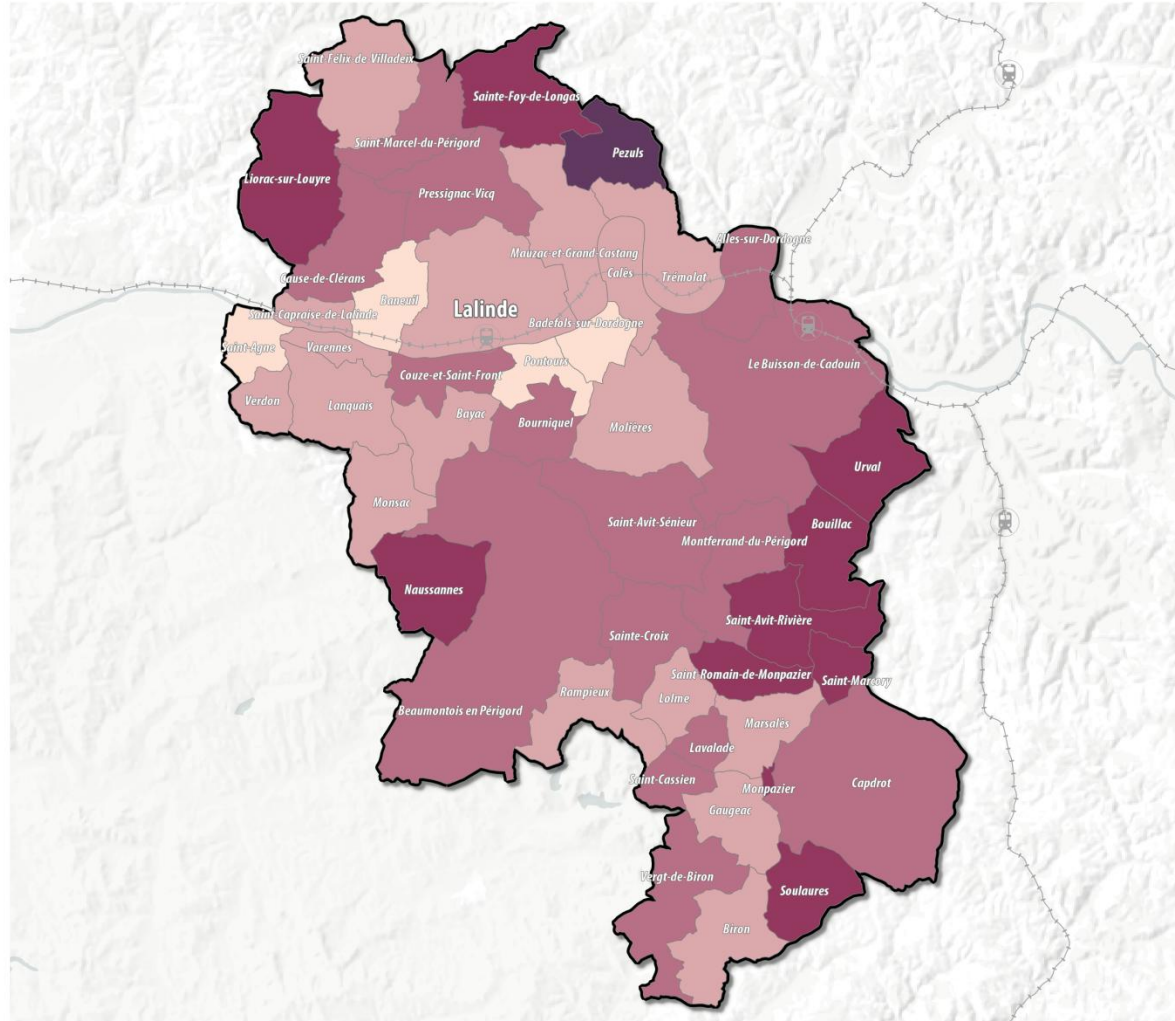 Saint Félix de Villadeix
Sainte-Foy-de-Longas
Saint-Marcel-du-Périgord
Pezuls
Liorac-sur-Louyre
Pressignac-Vicq
Alles-sur-Dordogne
Mauzac-et-Grand-Castang
Calès
Trémolat
Cause-de-Clérans
Baneuil
Lalinde
Saint-Capraise-de-Lalinde
Badefols-sur-Dordogne
Saint-Agne
Varennes
Pontours
Le Buisson-de-Cadouin
Couze-et-Saint-Front
Verdon
Lanquais
Bayac
Bourniquel
Molières
Urval
Monsac
Saint-Avit-Sénieur
Bouillac
Montferrand-du-Périgord
Naussannes
Saint-Avit-Rivière
Sainte-Croix
Saint Romain-de-Monpazier
Saint-Marcory
Rampieux
Lolme
Beaumontois en Périgord
Marsalès
Lavalade
Saint-Cassien
Monpazier
Capdrot
Gaugeac
Vergt-de-Biron
Soulaures
Biron